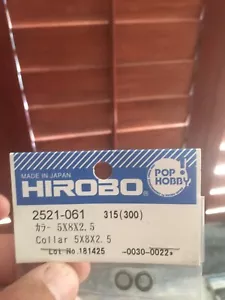 MADE IN JAPAN
HIROBO
POP
HOBBY
2521-061 315(300)
カラー 5X8X2.5
Collar 5X8X2.5
Lot No.181425 -0030-0022*